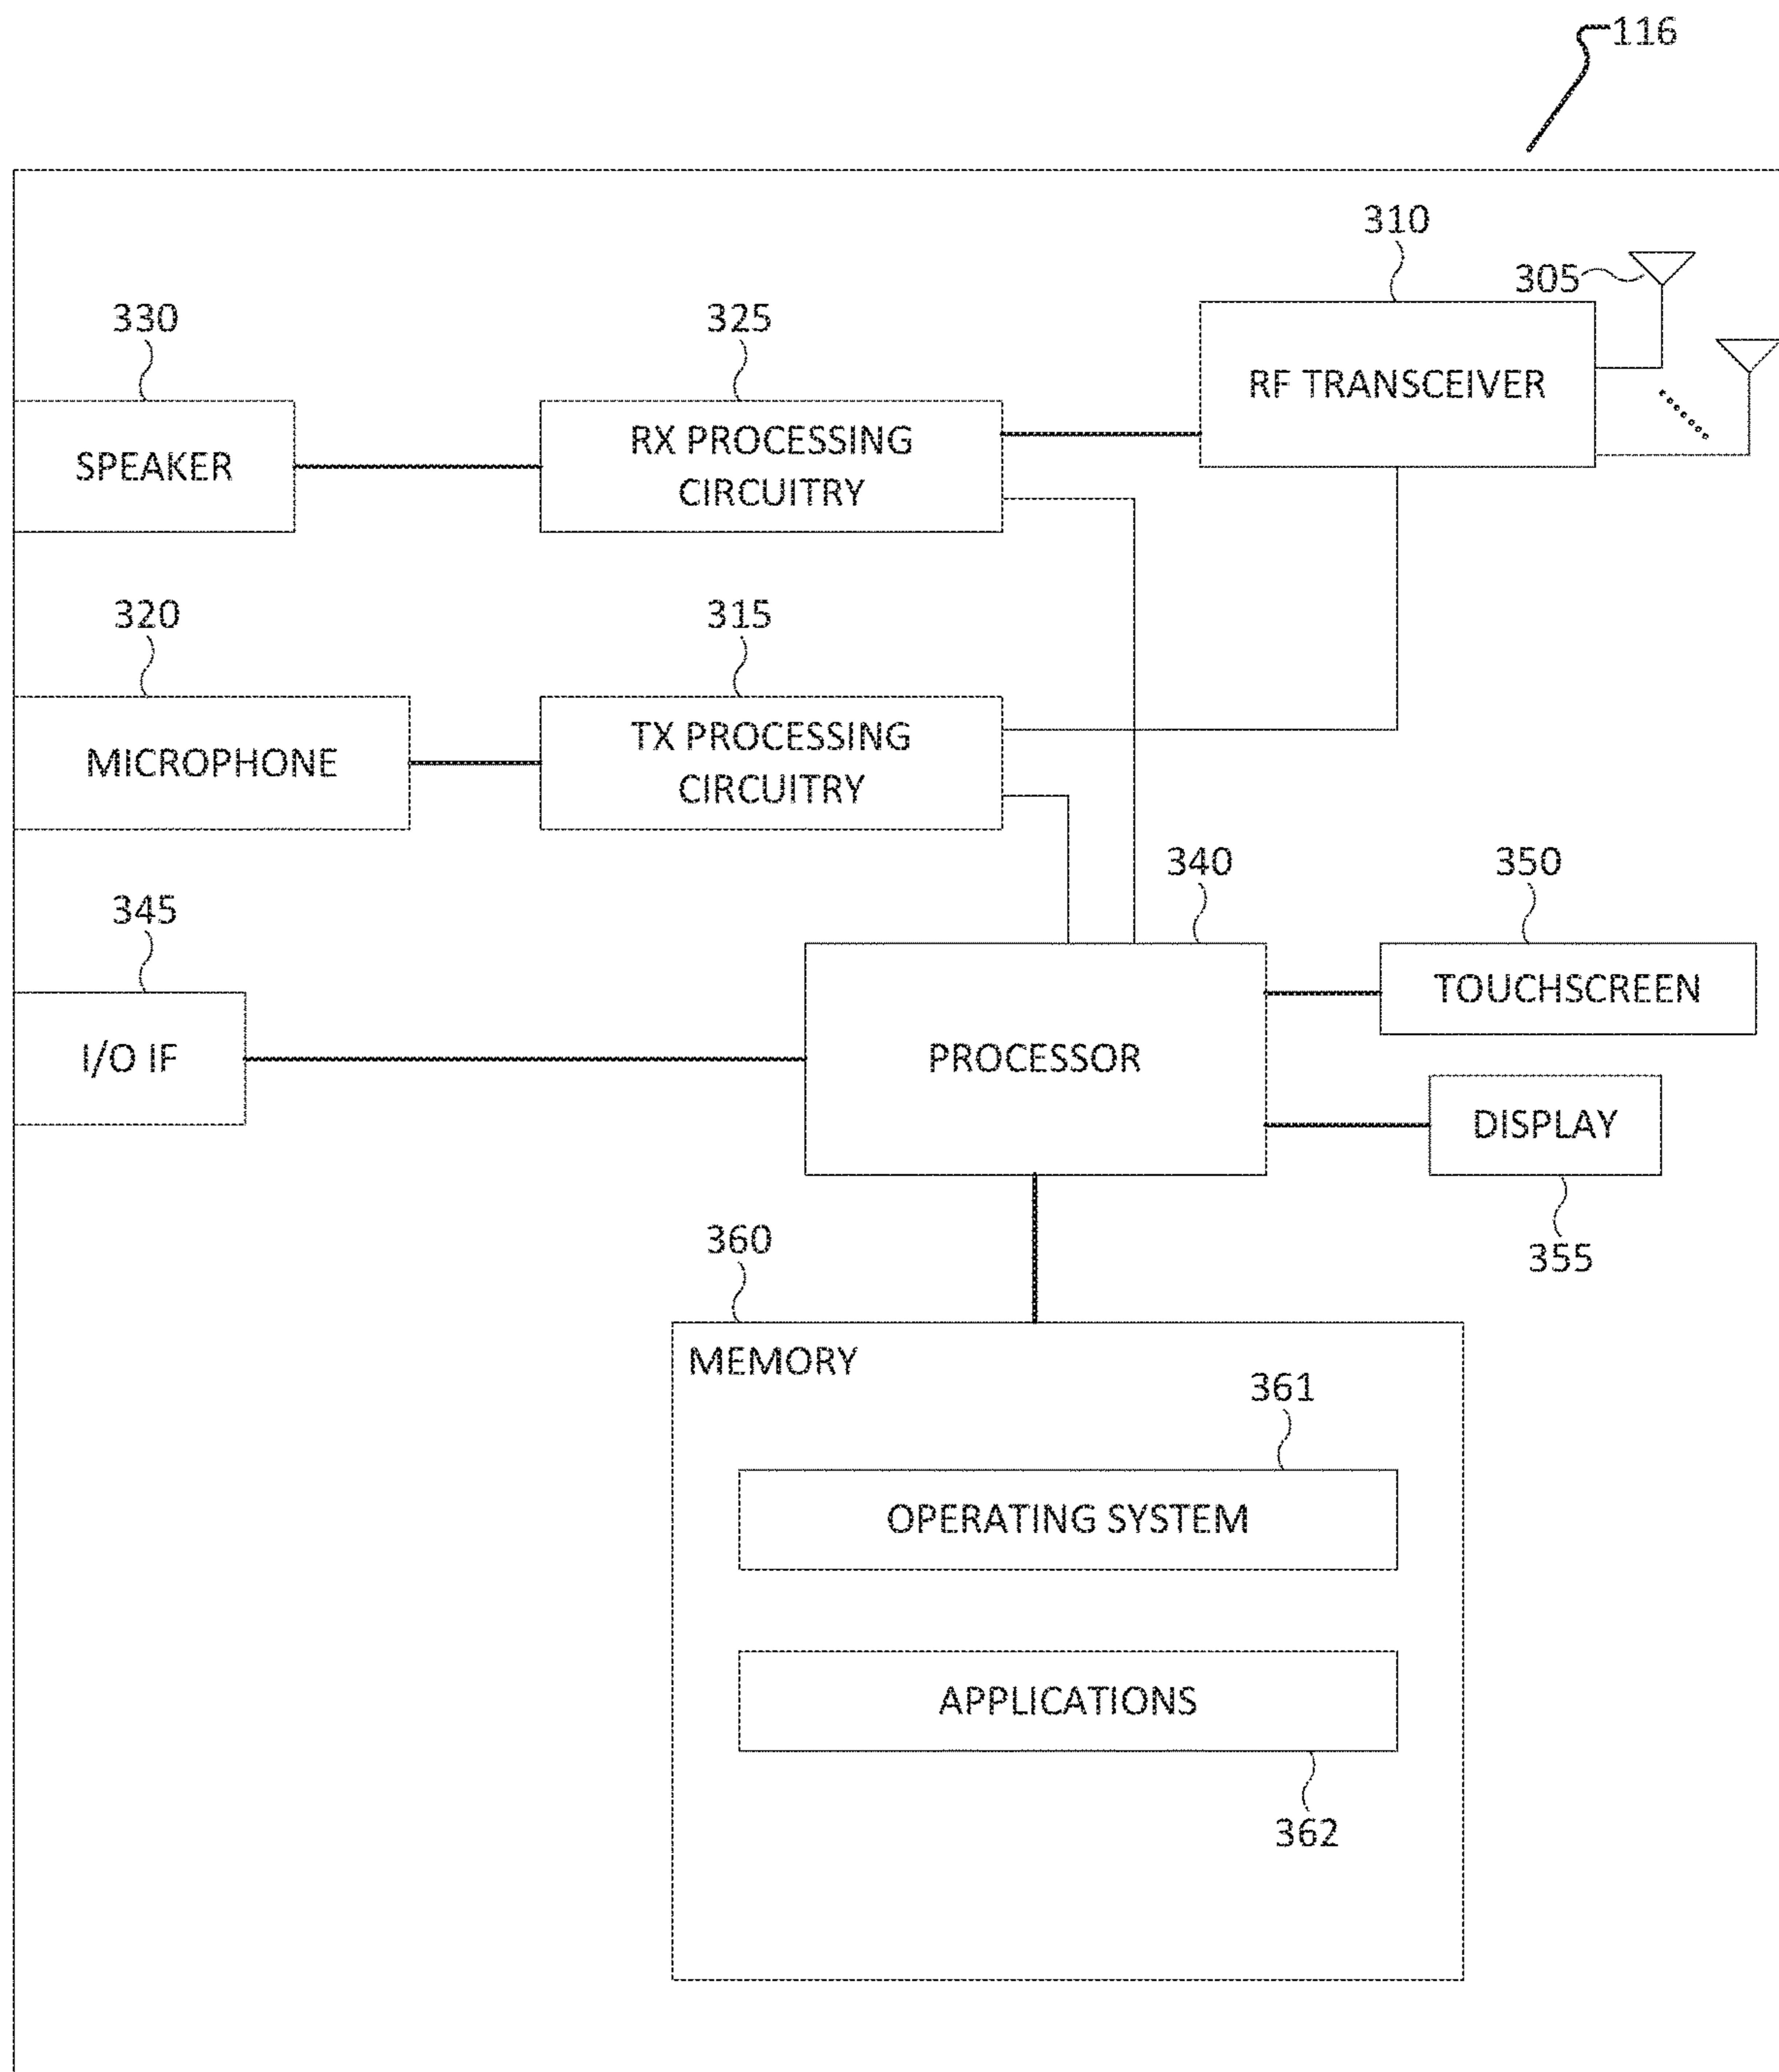 116
310
305
330
325
RF TRANSCEIVER
SPEAKER
RX PROCESSING
CIRCUITRY
320
315
MICROPHONE
TX PROCESSING
CIRCUITRY
340
350
345
TOUCHSCREEN
I/O IF
PROCESSOR
DISPLAY
360
355
MEMORY
361
OPERATING SYSTEM
APPLICATIONS
362